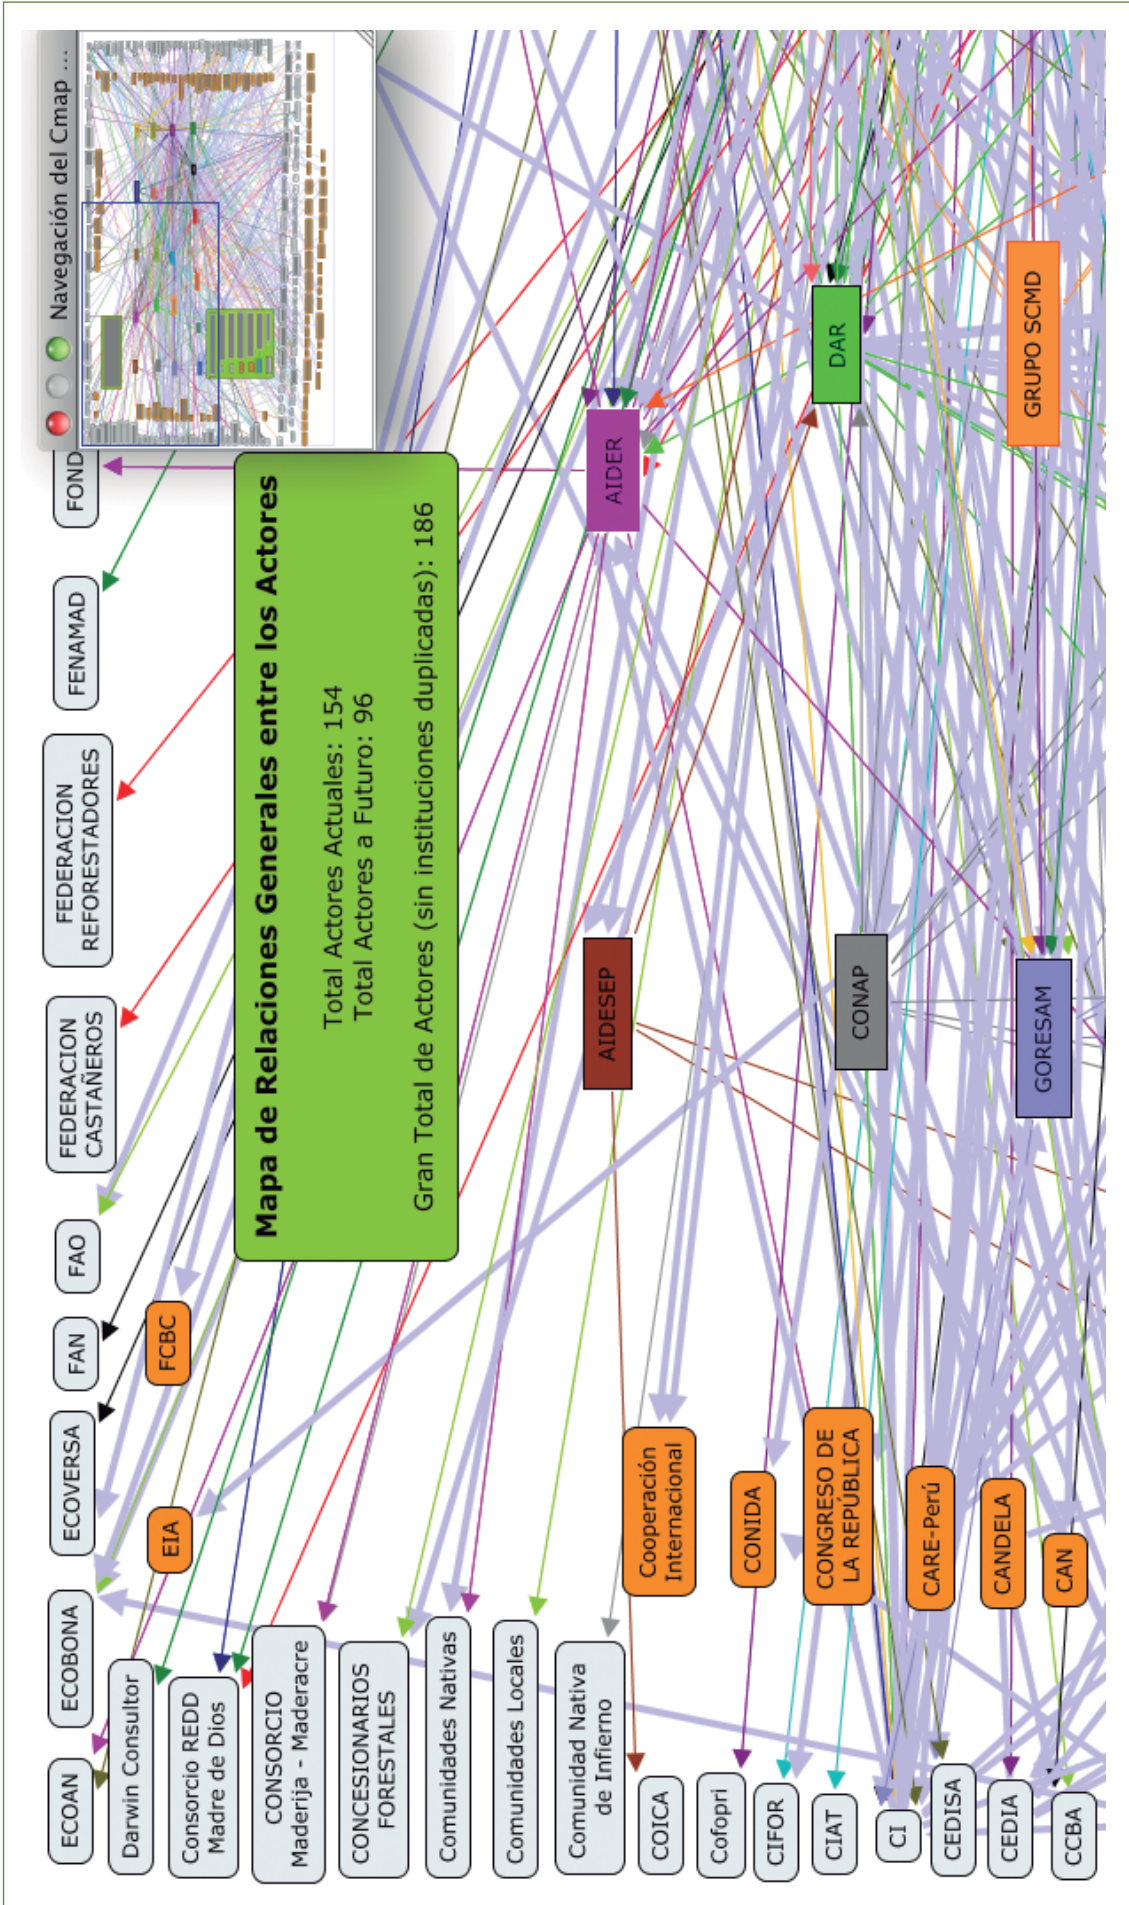 Navegación del Cmap ...
Mapa de Relaciones Generales entre los Actores
Total Actores Actuales: 154
Total Actores a Futuro: 96
Gran Total de Actores (sin instituciones duplicadas): 186
ECOAN
ECOBONA
ECOVERSA
FAN
FAO
FEDERACION
CASTAÑEROS
FEDERACION
REFORESTADORES
FENAMAD
FOND
Darwin Consultor
EIA
FCBC
Consorcio REDD
Madre de Dios
CONSORCIO
Maderija - Maderacre
CONCESIONARIOS
FORESTALES
Comunidades Nativas
Comunidades Locales
Comunidad Nativa
de Infierno
AIDESEP
AIDER
COICA
Cooperación
Internacional
Cofopri
CONIDA
CIFOR
CIAT
CONGRESO DE
LA REPÚBLICA
CONAP
DAR
CI
CEDISA
CARE-Perú
CEDIA
CANDELA
GORESAM
GRUPO SCMD
CCBA
CAN